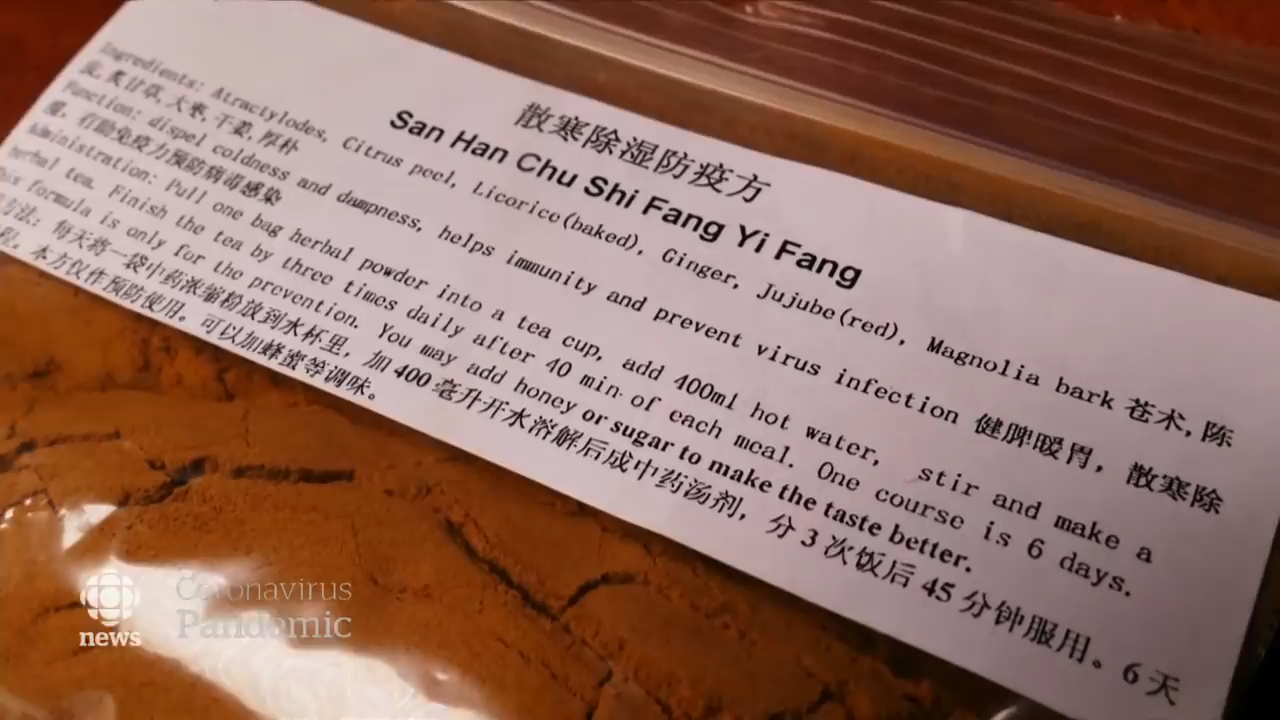 散寒除湿防疫方
San Han Chu Shi Fang Yi Fang
Ingredients: Atractylodes, Citrus peel, Licorice(baked), Ginger, Jujube(red), Magnolia bark 苍术,陈
皮,炙甘草,大枣,干姜,厚朴
Function: dispel coldness and dampness, helps immunity and prevent virus infection 健脾暖胃，散寒除
湿。有助免疫力预防病毒感染
Administration: Pull one bag herbal powder into a tea cup, add 400ml hot water, stir and make a
herbal tea. Finish the tea by three times daily after 40 min of each meal. One course is 6 days.
This formula is only for the prevention. You may add honey or sugar to make the taste better.
方法：每天将一袋中药浓缩粉放到水杯里，加 400 毫升开水溶解后成中药汤剂，分 3 次饭后 45 分钟服用。6 天
程。本方仅作预防使用。可以加蜂蜜等调味。
news
Coronavirus
Pandemic